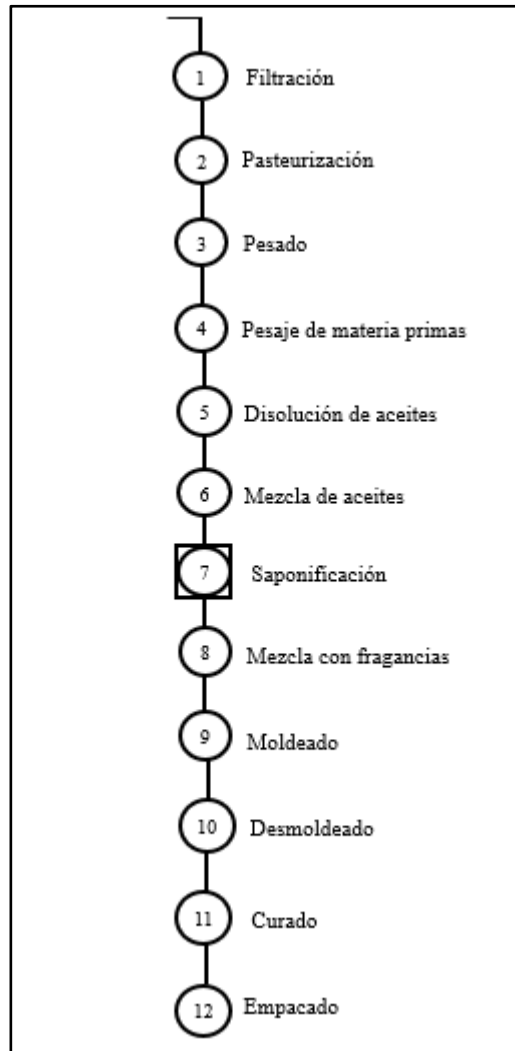 1 Filtración
2 Pasteurización
3 Pesado
4 Pesaje de materia primas
5 Disolución de aceites
6 Mezcla de aceites
7 Saponificación
8 Mezcla con fragancias
9 Moldeado
10 Desmoldeado
11 Curado
12 Empacado